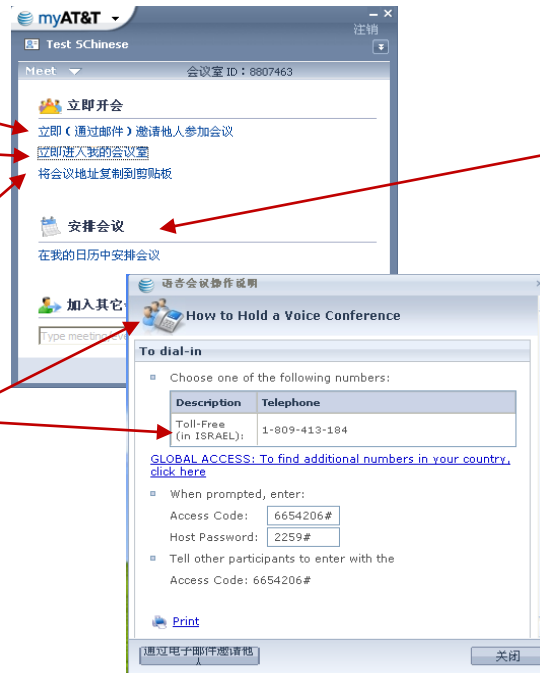 myAT&T
注销
Test SChinese
Meet
会议室 ID：8807463
立即开会
立即（通过邮件）邀请他人参加会议
立即进入我的会议室
将会议地址复制到剪贴板
安排会议
在我的日历中安排会议
加入其它
Type meeting
语音会议操作说明
How to Hold a Voice Conference
To dial-in
Choose one of the following numbers:
Description Telephone
Toll-Free
(in ISRAEL): 1-809-413-184
GLOBAL ACCESS: To find additional numbers in your country,
click here
When prompted, enter:
Access Code: 6654206#
Host Password: 2259#
Tell other participants to enter with the
Access Code: 6654206#
Print
通过电子邮件邀请他
人
关闭